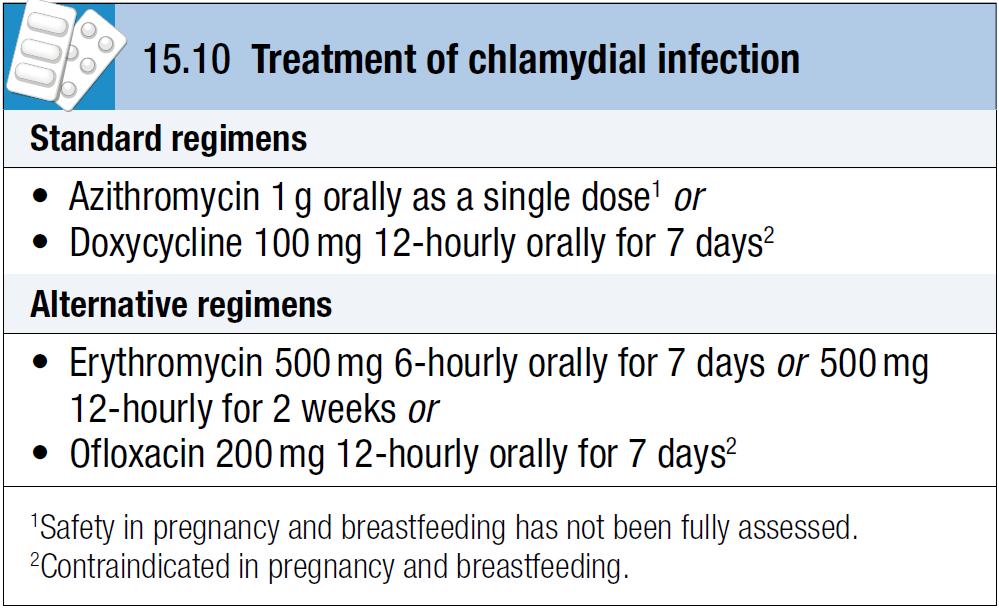 15.10 Treatment of chlamydial infection
Standard regimens
• Azithromycin 1 g orally as a single dose¹ or
• Doxycycline 100 mg 12-hourly orally for 7 days²
Alternative regimens
• Erythromycin 500 mg 6-hourly orally for 7 days or 500 mg
12-hourly for 2 weeks or
• Ofloxacin 200 mg 12-hourly orally for 7 days²
¹Safety in pregnancy and breastfeeding has not been fully assessed.
²Contraindicated in pregnancy and breastfeeding.